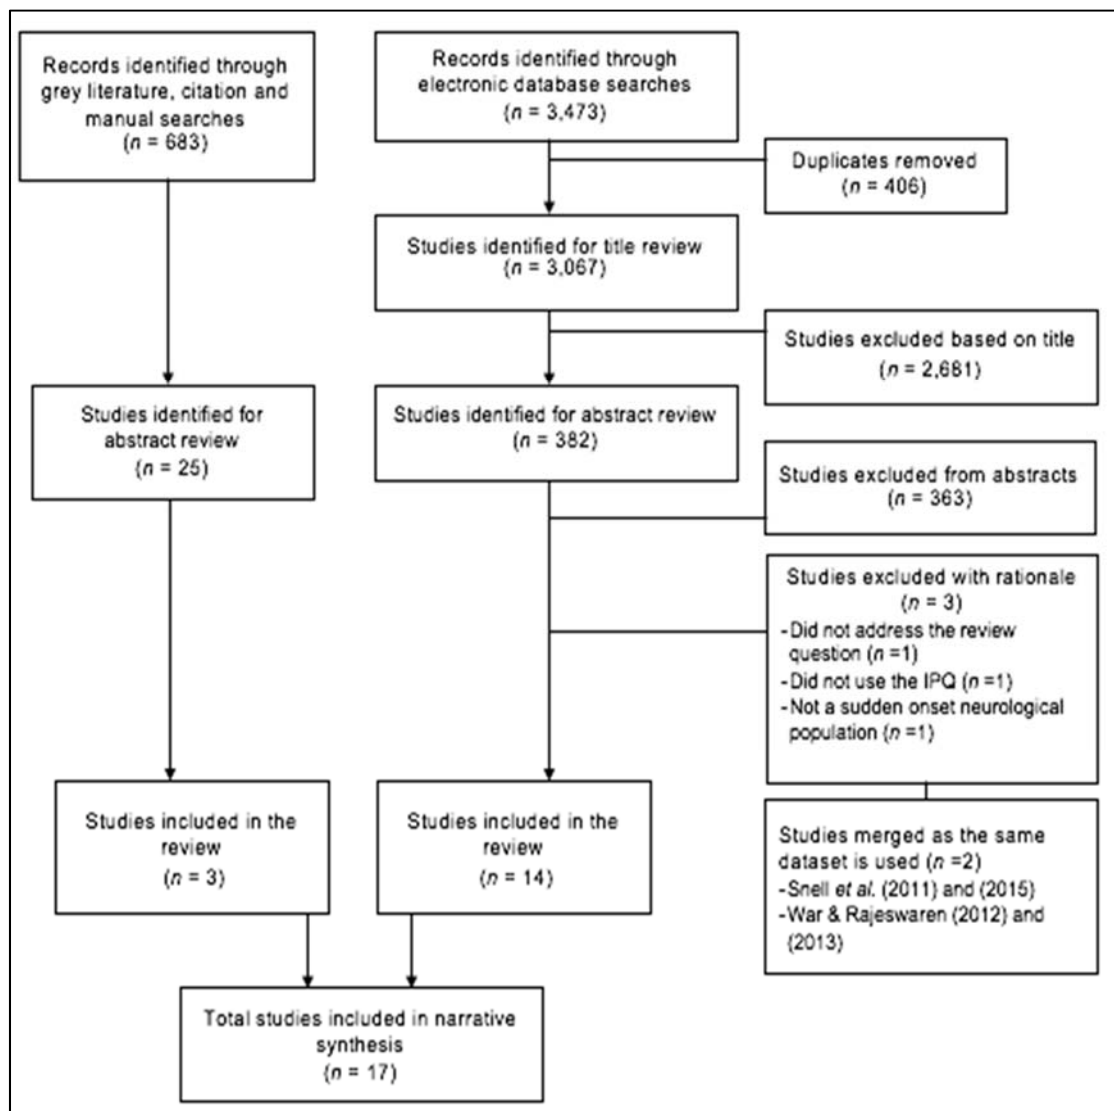 Records identified through
grey literature, citation and
manual searches
(n = 683)
Records identified through
electronic database searches
(n = 3,473)
Duplicates removed
(n = 406)
Studies identified for title review
(n = 3,067)
Studies excluded based on title
(n = 2,681)
Studies identified for
abstract review
(n = 25)
Studies identified for abstract review
(n = 382)
Studies excluded from abstracts
(n = 363)
Studies excluded with rationale
(n = 3)
-Did not address the review
question (n =1)
-Did not use the IPQ (n =1)
-Not a sudden onset neurological
population (n =1)
Studies included in the
review
(n = 3)
Studies included in the
review
(n = 14)
Studies merged as the same
dataset is used (n =2)
-Snell et al. (2011) and (2015)
-War & Rajeswaren (2012) and
(2013)
Total studies included in narrative
synthesis
(n = 17)